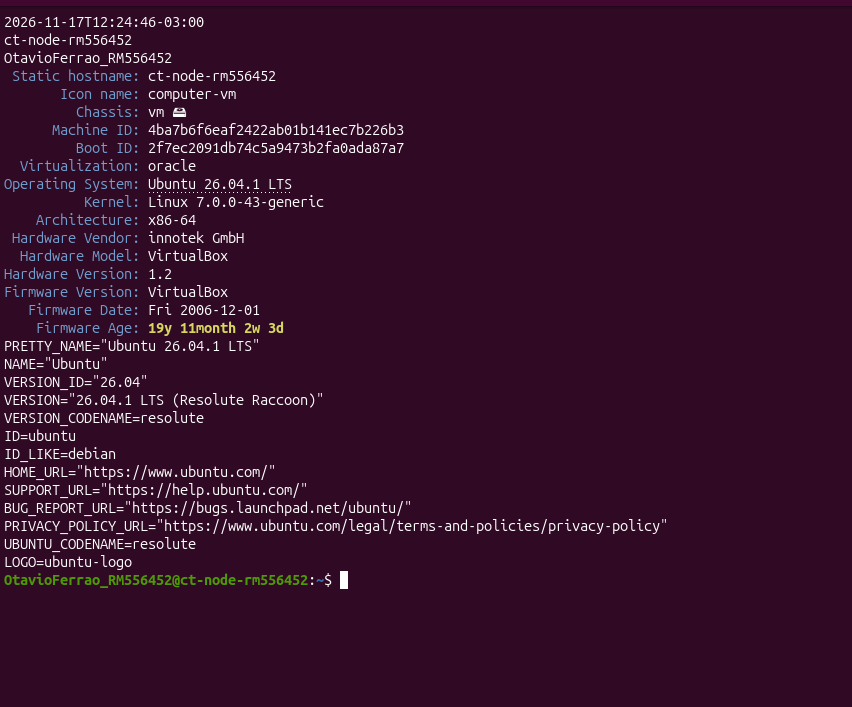 2026-11-17T12:24:46-03:00
ct-node-rm556452
OtavioFerrao_RM556452
Static hostname: ct-node-rm556452
Icon name: computer-vm
Chassis: vm 🖴
Machine ID: 4ba7b6f6eaf2422ab01b141ec7b226b3
Boot ID: 2f7ec2091db74c5a9473b2fa0ada87a7
Virtualization: oracle
Operating System: Ubuntu 26.04.1 LTS
Kernel: Linux 7.0.0-43-generic
Architecture: x86-64
Hardware Vendor: innotek GmbH
Hardware Model: VirtualBox
Hardware Version: 1.2
Firmware Version: VirtualBox
Firmware Date: Fri 2006-12-01
Firmware Age: 19y 11month 2w 3d
PRETTY_NAME="Ubuntu 26.04.1 LTS"
NAME="Ubuntu"
VERSION_ID="26.04"
VERSION="26.04.1 LTS (Resolute Raccoon)"
VERSION_CODENAME=resolute
ID=ubuntu
ID_LIKE=debian
HOME_URL="https://www.ubuntu.com/"
SUPPORT_URL="https://help.ubuntu.com/"
BUG_REPORT_URL="https://bugs.launchpad.net/ubuntu/"
PRIVACY_POLICY_URL="https://www.ubuntu.com/legal/terms-and-policies/privacy-policy"
UBUNTU_CODENAME=resolute
LOGO=ubuntu-logo
OtavioFerrao_RM556452@ct-node-rm556452:~$